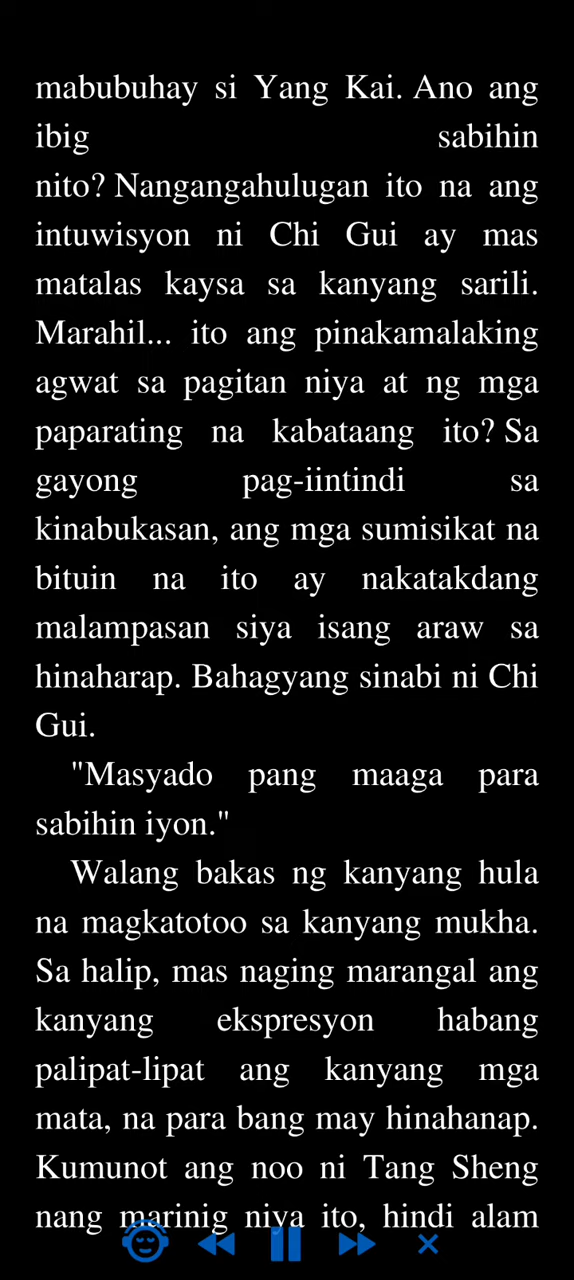 mabubuhay si Yang Kai. Ano ang
ibig sabihin
nito? Nangangahulugan ito na ang
intuwisyon ni Chi Gui ay mas
matalas kaysa sa kanyang sarili.
Marahil... ito ang pinakamalaking
agwat sa pagitan niya at ng mga
paparating na kabataang ito? Sa
gayong pag-iintindi sa
kinabukasan, ang mga sumisikat na
bituin na ito ay nakatakdang
malampasan siya isang araw sa
hinaharap. Bahagyang sinabi ni Chi
Gui.
"Masyado pang maaga para
sabihin iyon."
Walang bakas ng kanyang hula
na magkatotoo sa kanyang mukha.
Sa halip, mas naging marangal ang
kanyang ekspresyon habang
palipat-lipat ang kanyang mga
mata, na para bang may hinahanap.
Kumunot ang noo ni Tang Sheng
nang marinig niya ito, hindi alam